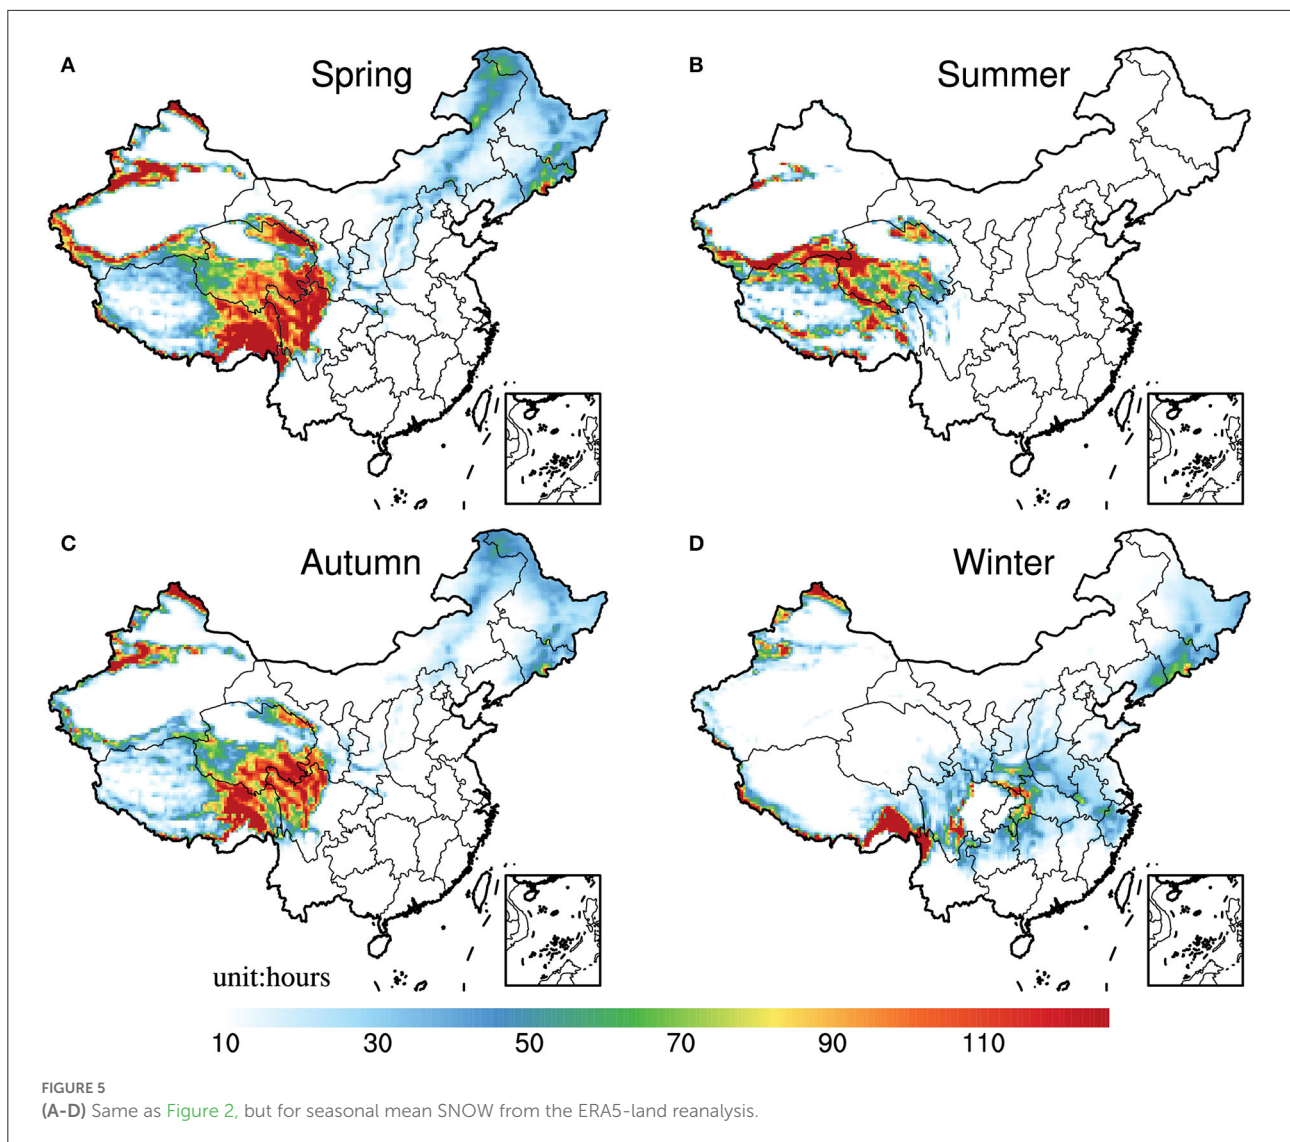 A
Spring
B
Summer
C
Autumn
D
Winter
unit:hours
10 30 50 70 90 110
FIGURE 5
(A-D) Same as Figure 2, but for seasonal mean SNOW from the ERA5-land reanalysis.